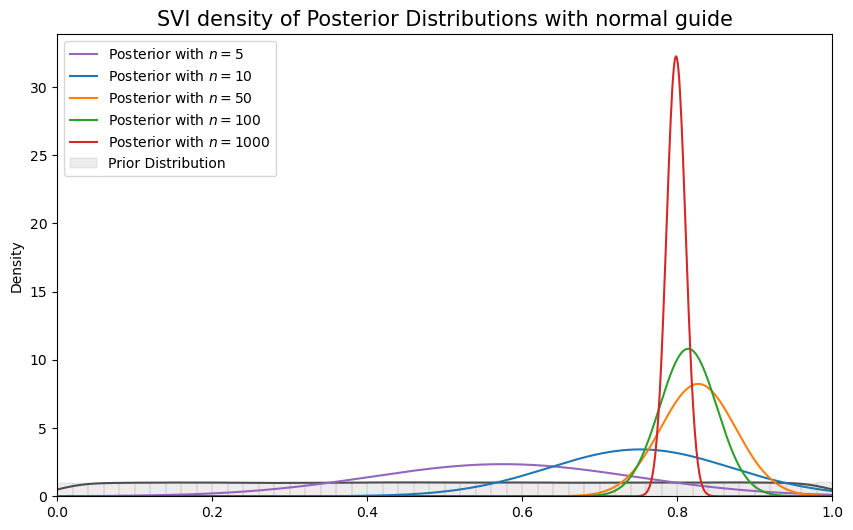 SVI density of Posterior Distributions with normal guide
Posterior with n = 5
Posterior with n = 10
Posterior with n = 50
Posterior with n = 100
Posterior with n = 1000
Prior Distribution
Density
30
25
20
15
10
5
0
0.0 0.2 0.4 0.6 0.8 1.0